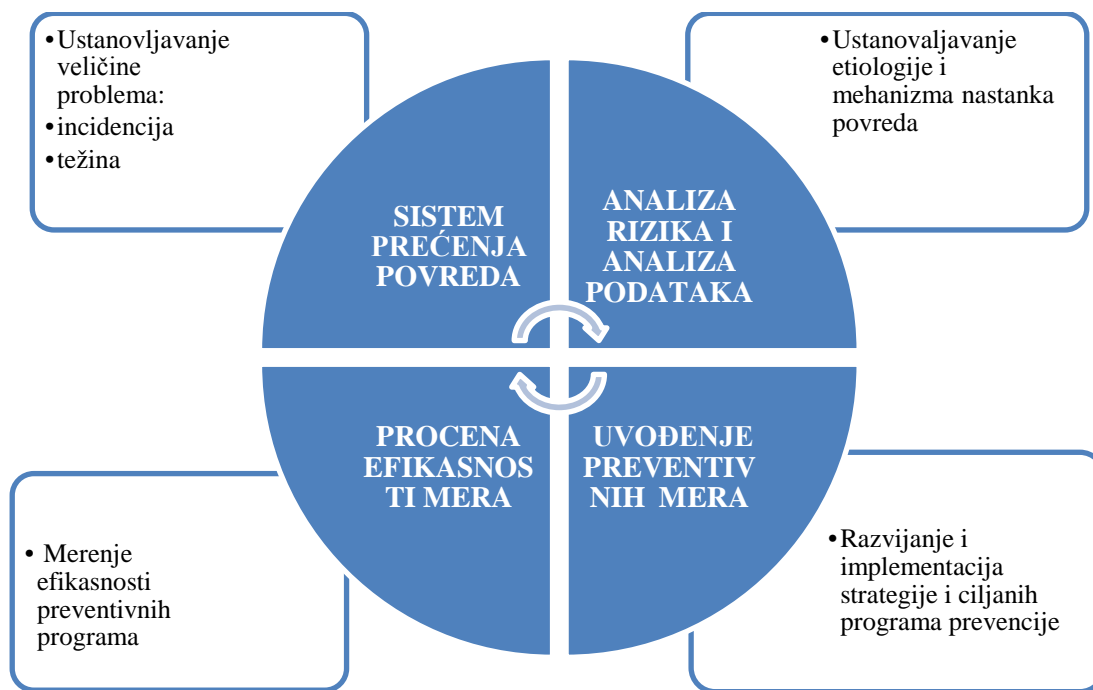 •Ustanovljavanje
veličine
problema:
•incidencija
•težina
•Ustanovaljavanje
etiologije i
mehanizma nastanka
povreda
SISTEM
PREĆENJA
POVREDA
ANALIZA
RIZIKA I
ANALIZA
PODATAKA
PROCENA
EFIKASNOS
TI MERA
UVOĐENJE
PREVENTIV
NIH MERA
• Merenje
efikasnosti
preventivnih
programa
•Razvijanje i
implementacija
strategije i ciljanih
programa prevencije